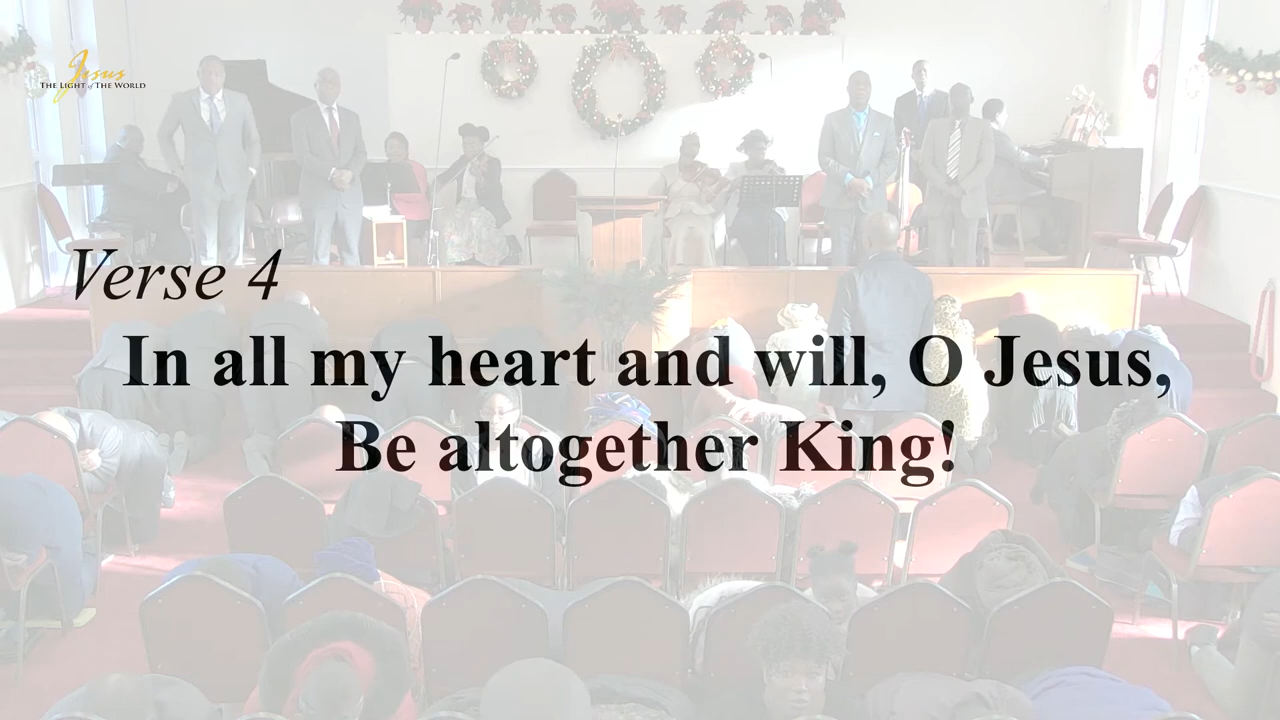 Jesus
THE LIGHT of THE WORLD
Verse 4
In all my heart and will, O Jesus,
Be altogether King!